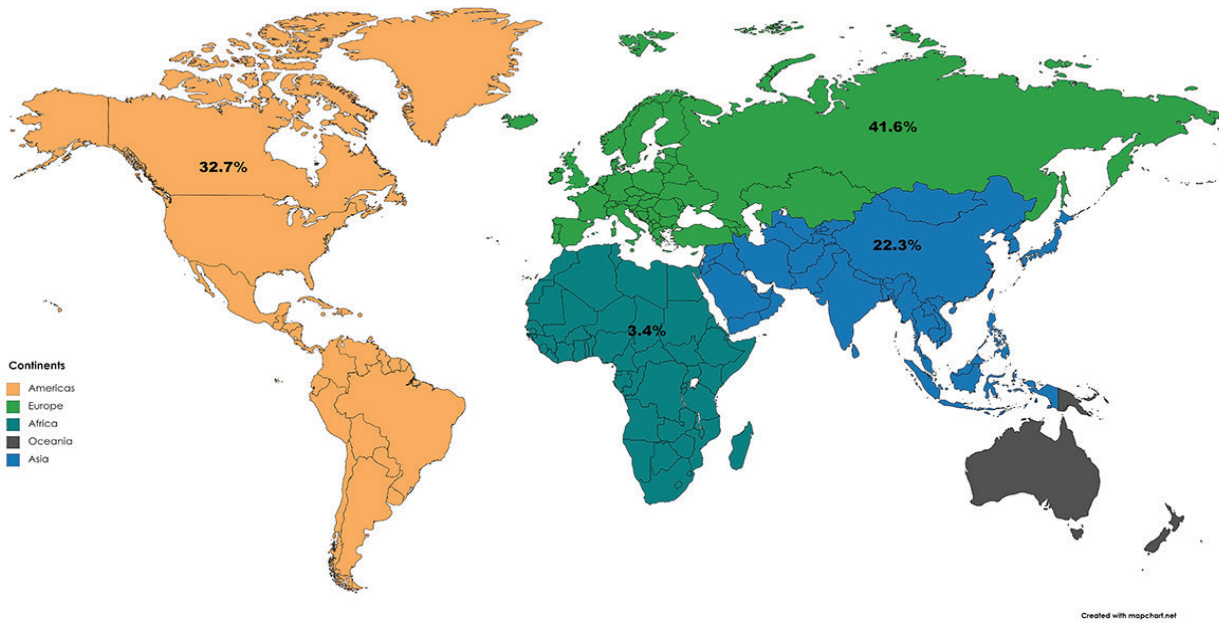 41.6%
32.7%
22.3%
3.4%
Continents
Americas
Europe
Africa
Oceania
Asia
Created with mapchart.net